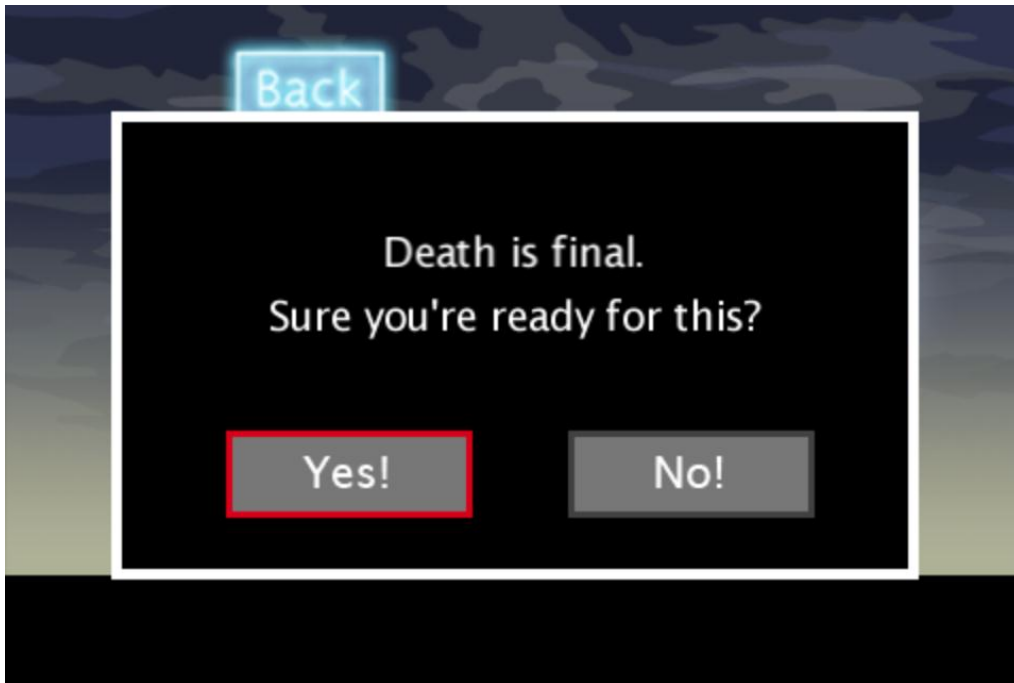 Back
Death is final.
Sure you're ready for this?
Yes!
No!